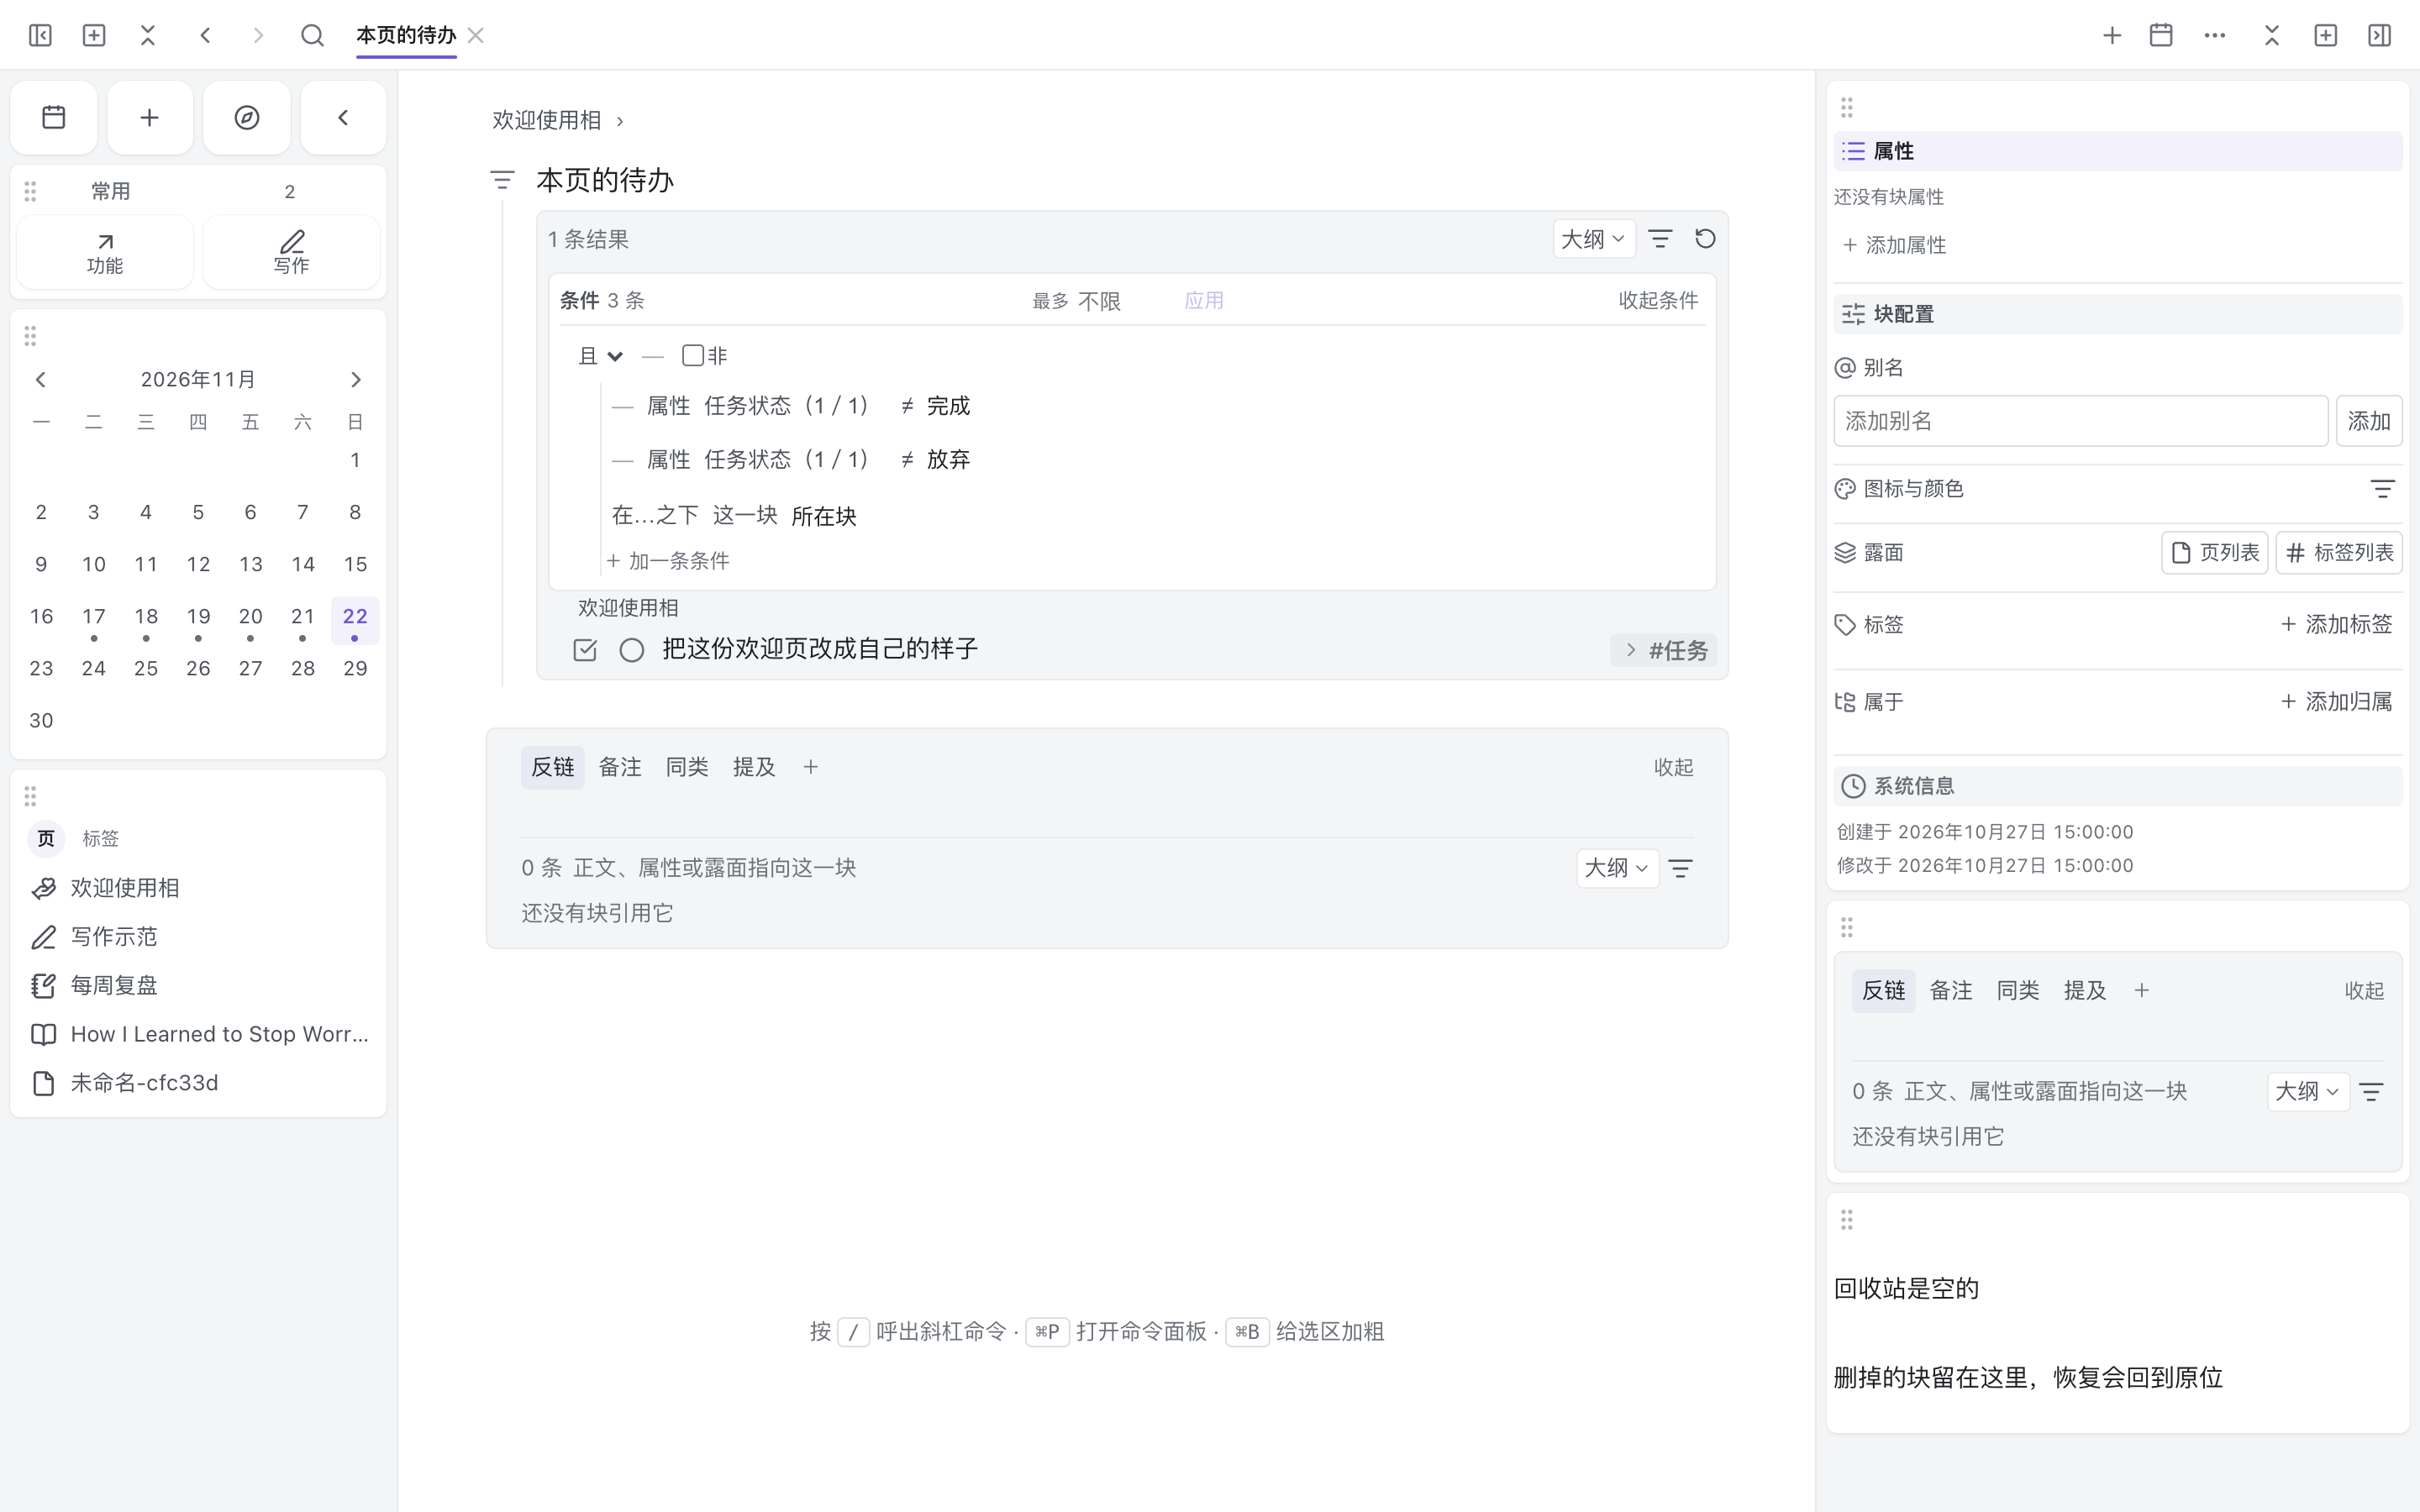 本页的待办
常用 2
功能 写作
2026年11月
一 二 三 四 五 六 日
1
2 3 4 5 6 7 8
9 10 11 12 13 14 15
16 17 18 19 20 21 22
23 24 25 26 27 28 29
30
页 标签
欢迎使用相
写作示范
每周复盘
How I Learned to Stop Worr...
未命名-cfc33d
欢迎使用相 ›
本页的待办
1 条结果 大纲
条件 3 条 最多 不限 应用 收起条件
且 — 非
— 属性 任务状态（1 / 1） ≠ 完成
— 属性 任务状态（1 / 1） ≠ 放弃
在...之下 这一块 所在块
+ 加一条条件
欢迎使用相
把这份欢迎页改成自己的样子 #任务
反链 备注 同类 提及 + 收起
0 条 正文、属性或露面指向这一块 大纲
还没有块引用它
按 / 呼出斜杠命令 · ⌘P 打开命令面板 · ⌘B 给选区加粗
属性
还没有块属性
+ 添加属性
块配置
别名
添加别名 添加
图标与颜色
露面 页列表 # 标签列表
标签 + 添加标签
属于 + 添加归属
系统信息
创建于 2026年10月27日 15:00:00
修改于 2026年10月27日 15:00:00
反链 备注 同类 提及 + 收起
0 条 正文、属性或露面指向这一块 大纲
还没有块引用它
回收站是空的
删掉的块留在这里，恢复会回到原位